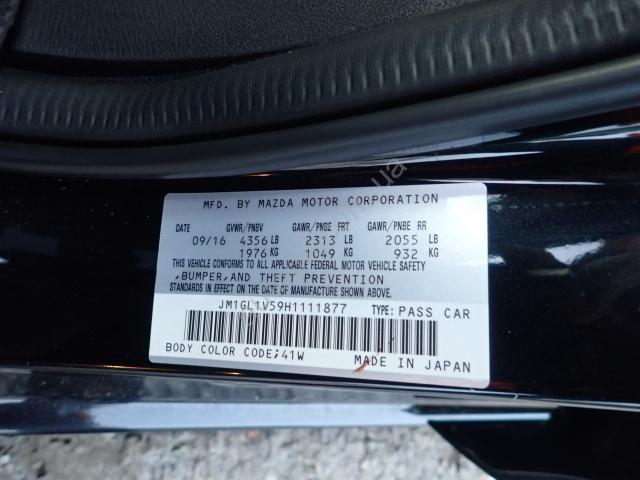 MFD. BY MAZDA MOTOR CORPORATION
DATE GVWR/PNBV GAWR/PNBE FRT GAWR/PNBE RR
09/16 4356 LB 2313 LB 2055 LB
1976 KG 1049 KG 932 KG
THIS VEHICLE CONFORMS TO ALL APPLICABLE FEDERAL MOTOR VEHICLE SAFETY
,BUMPER, AND THEFT PREVENTION
STANDARDS IN EFFECT ON THE DATE OF MANUFACTURE SHOWN ABOVE.
JM1GL1V59H1111877 TYPE: PASS CAR
BODY COLOR CODE;41W MADE IN JAPAN